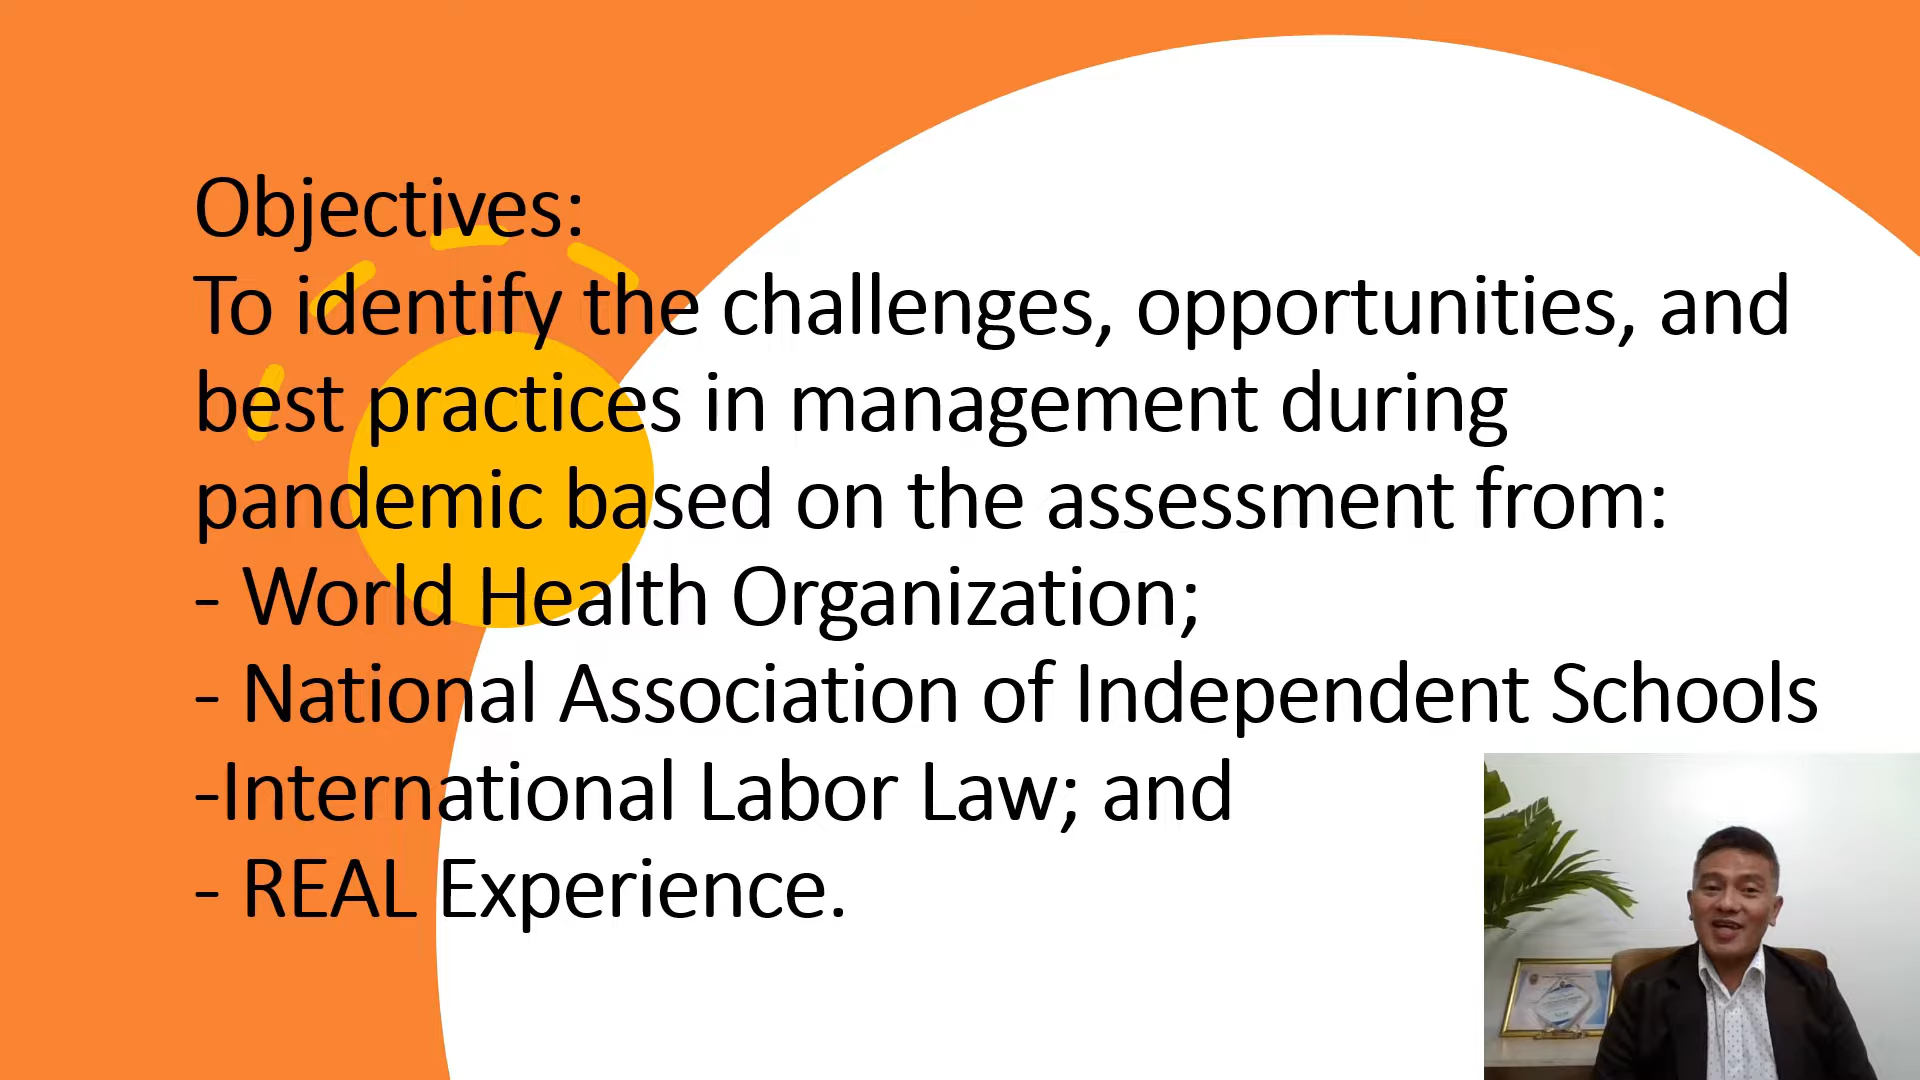 Objectives:
To identify the challenges, opportunities, and
best practices in management during
pandemic based on the assessment from:
- World Health Organization;
- National Association of Independent Schools
-International Labor Law; and
- REAL Experience.